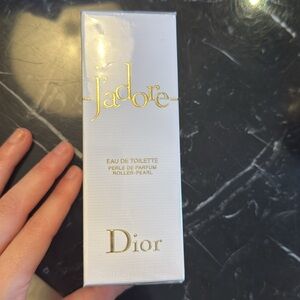 J'adore
EAU DE TOILETTE
PERLE DE PARFUM
ROLLER-PEARL
Dior